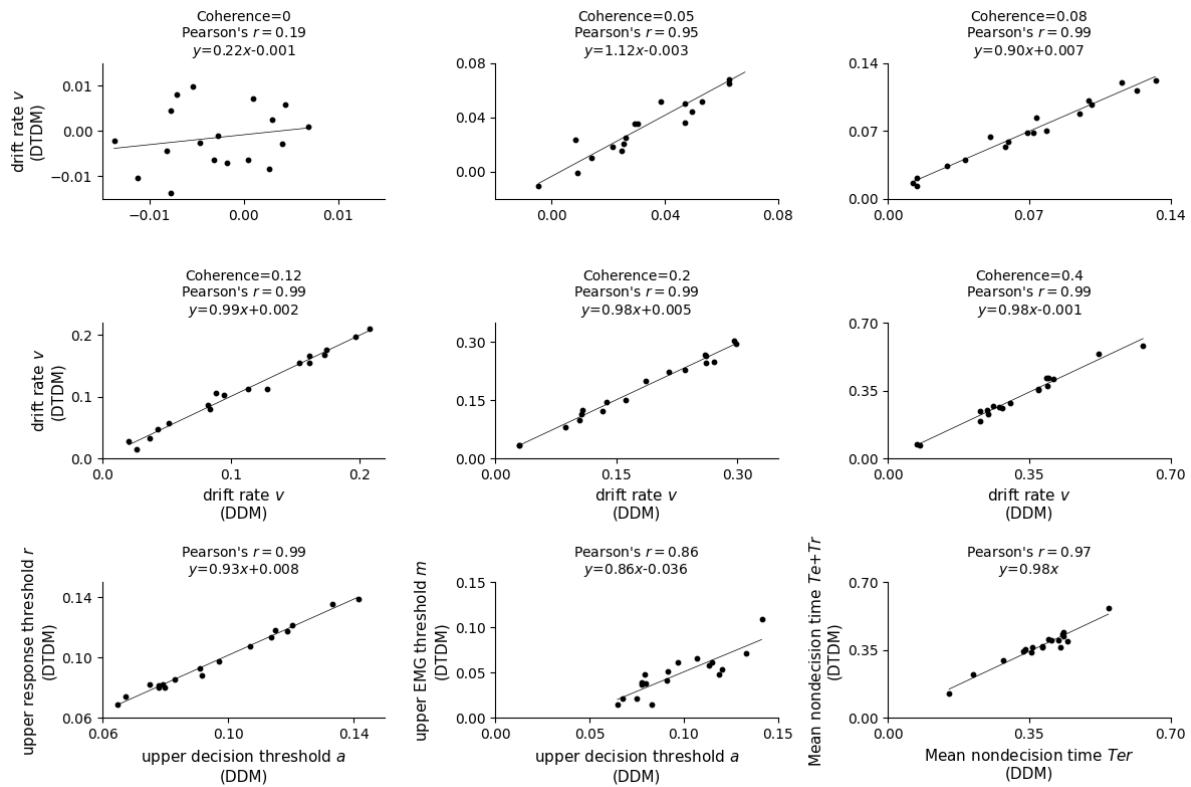 Coherence=0
Pearson's r = 0.19
y=0.22x-0.001
0.01
0.00
−0.01
−0.01
0.00
0.01
drift rate v
(DTDM)
Coherence=0.05
Pearson's r = 0.95
y=1.12x-0.003
0.08
0.04
0.00
0.00
0.04
0.08
Coherence=0.08
Pearson's r = 0.99
y=0.90x+0.007
0.14
0.07
0.00
0.00
0.07
0.14
Coherence=0.12
Pearson's r = 0.99
y=0.99x+0.002
0.2
0.1
0.0
0.0
0.1
0.2
drift rate v
(DTDM)
drift rate v
(DDM)
Coherence=0.2
Pearson's r = 0.99
y=0.98x+0.005
0.30
0.15
0.00
0.00
0.15
0.30
drift rate v
(DDM)
Coherence=0.4
Pearson's r = 0.99
y=0.98x-0.001
0.70
0.35
0.00
0.00
0.35
0.70
drift rate v
(DDM)
Pearson's r = 0.99
y=0.93x+0.008
0.14
0.10
0.06
0.06
0.10
0.14
upper response threshold r
(DTDM)
upper decision threshold a
(DDM)
Pearson's r = 0.86
y=0.86x-0.036
0.15
0.10
0.05
0.00
0.00
0.05
0.10
0.15
upper EMG threshold m
(DTDM)
upper decision threshold a
(DDM)
Pearson's r = 0.97
y=0.98x
0.70
0.35
0.00
0.00
0.35
0.70
Mean nondecision time Te+Tr
(DTDM)
Mean nondecision time Ter
(DDM)